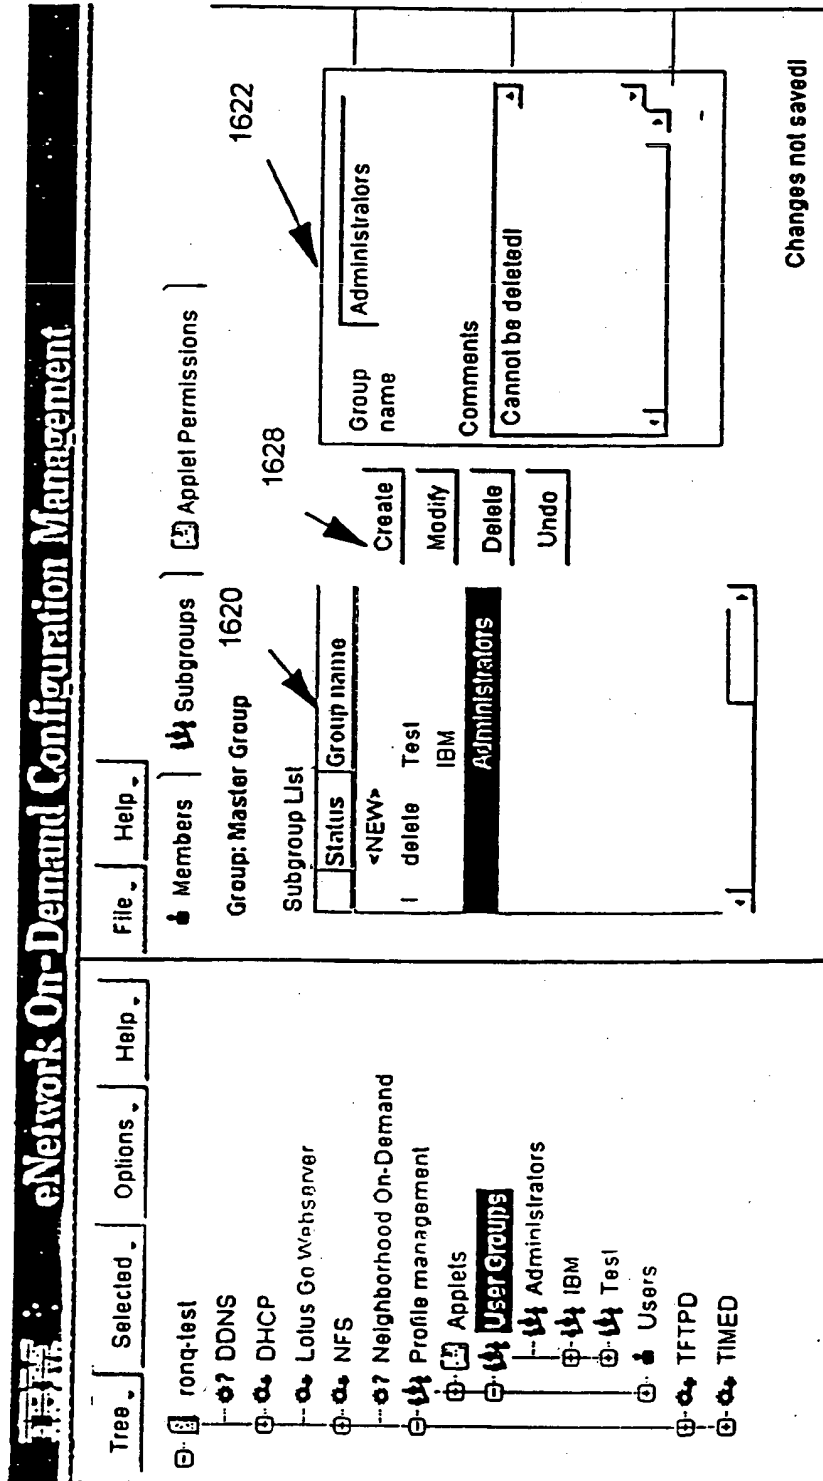 IBM
eNetwork On-Demand Configuration Management
Tree
Selected
Options
Help
ronq-test
DDNS
DHCP
Lotus Go Webserver
NFS
Neighborhood On-Demand
Profile management
Applets
User Groups
Administrators
IBM
Test
Users
TFTPD
TIMED
File
Help
Members
Subgroups
Applet Permissions
Group: Master Group
1620
Subgroup List
Status
Group name
<NEW>
delete
Test
IBM
Administrators
1628
Create
Modify
Delete
Undo
1622
Group
name
Administrators
Comments
Cannot be deleted!
Changes not saved!